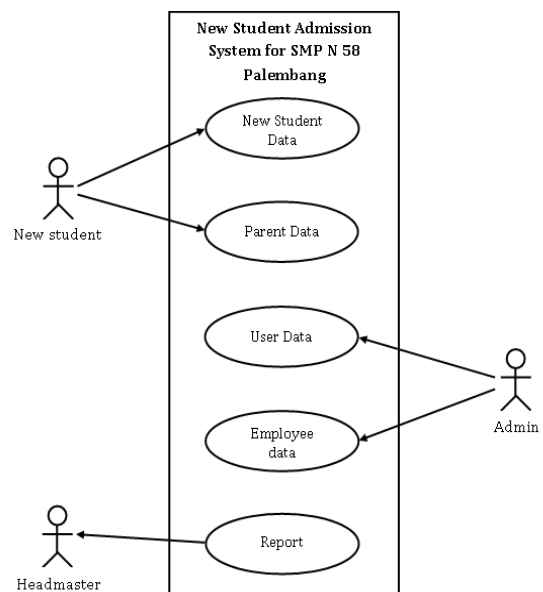 New Student Admission
System for SMP N 58
Palembang
New Student
Data
New student
Parent Data
User Data
Admin
Employee
data
Report
Headmaster